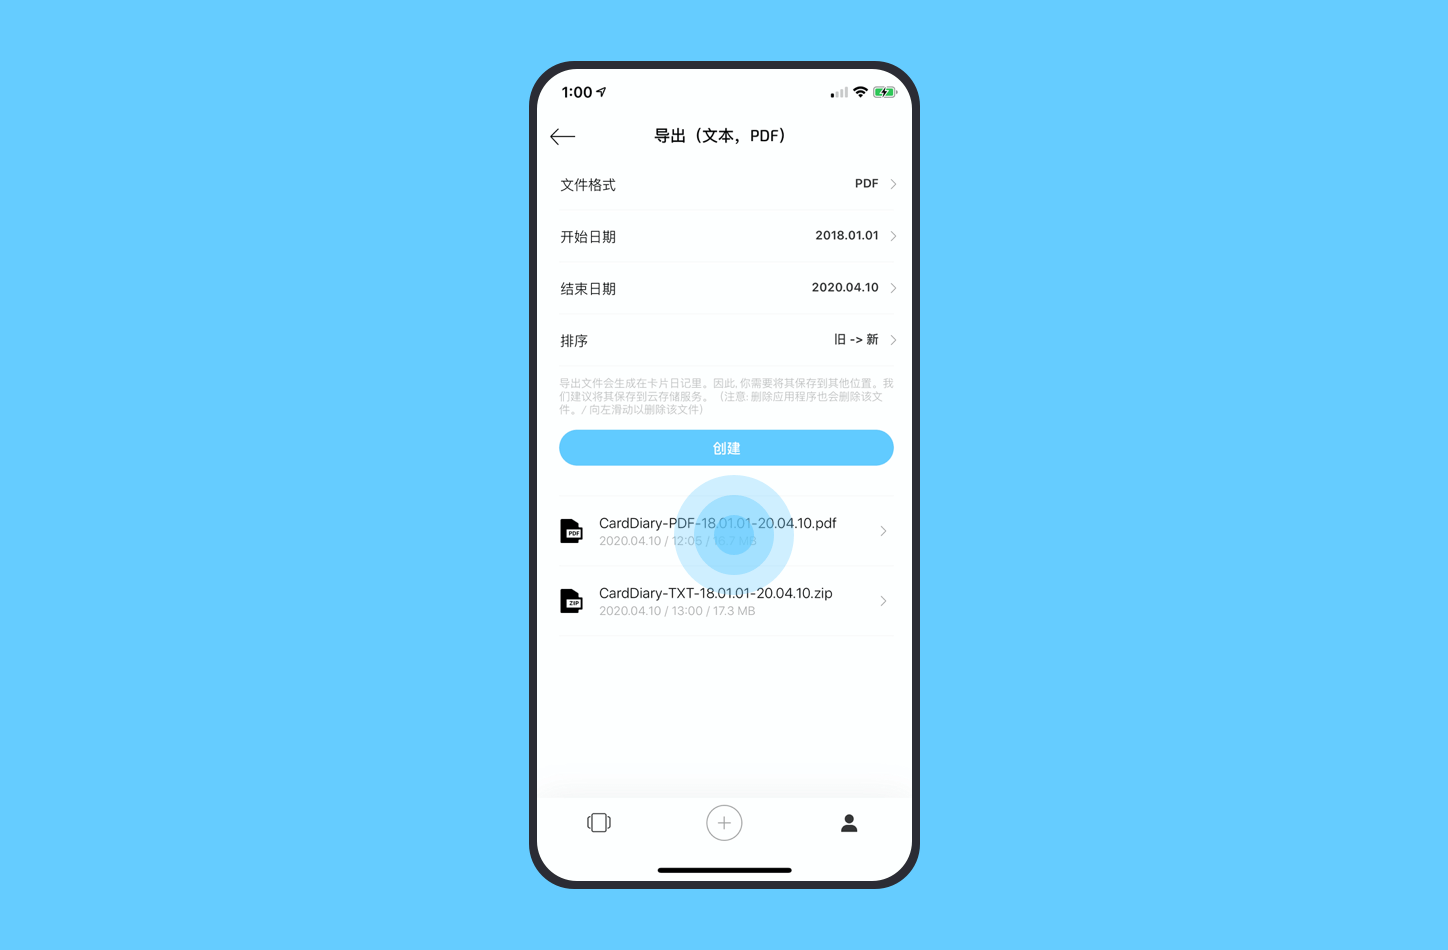 1:00
导出（文本，PDF）
文件格式 PDF
开始日期 2018.01.01
结束日期 2020.04.10
排序 旧 -> 新
导出文件会生成在卡片日记里。因此, 你需要将其保存到其他位置。我
们建议将其保存到云存储服务。（注意: 删除应用程序也会删除该文
件。/ 向左滑动以删除该文件）
创建
CardDiary-PDF-18.01.01-20.04.10.pdf
PDF
2020.04.10 / 12:05 / 16.7 MB
CardDiary-TXT-18.01.01-20.04.10.zip
ZIP
2020.04.10 / 13:00 / 17.3 MB